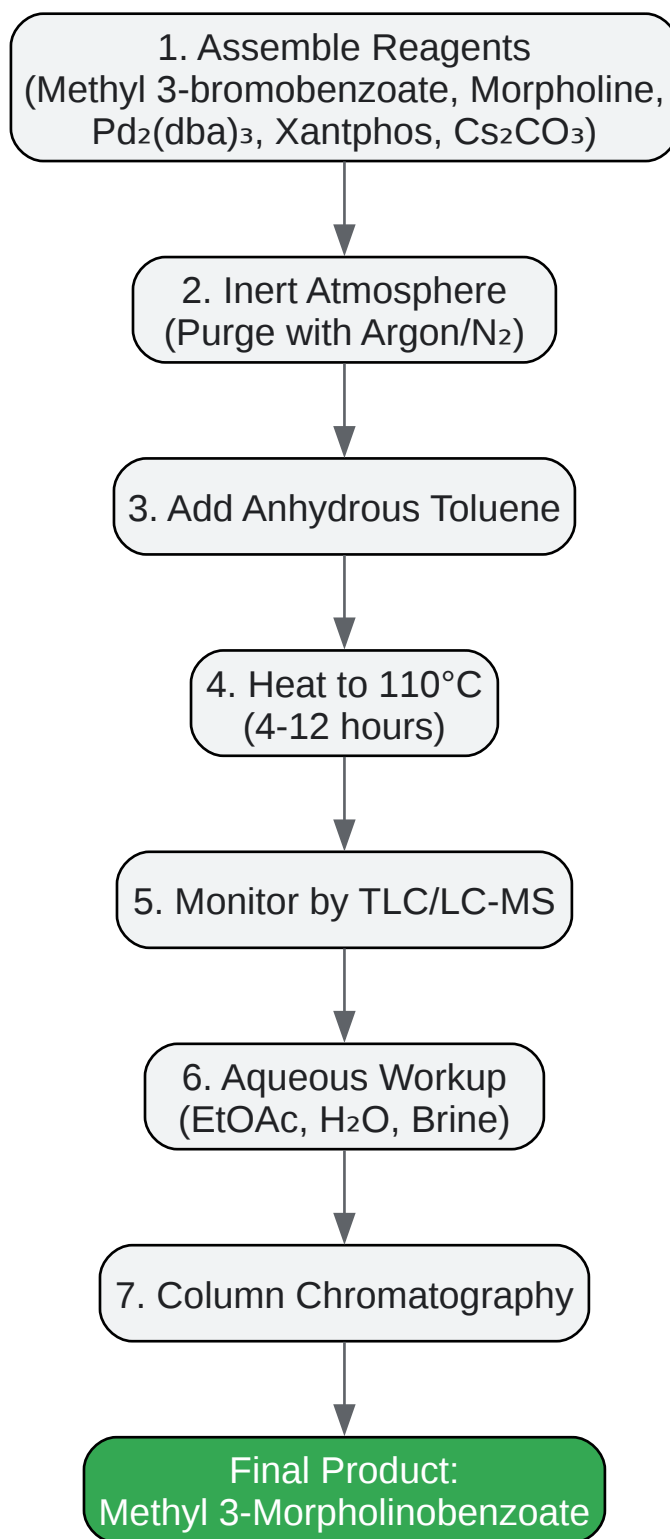 1. Assemble Reagents
(Methyl 3-bromobenzoate, Morpholine,
Pd₂(dba)₃, Xantphos, Cs₂CO₃)
2. Inert Atmosphere
(Purge with Argon/N₂)
3. Add Anhydrous Toluene
4. Heat to 110°C
(4-12 hours)
5. Monitor by TLC/LC-MS
6. Aqueous Workup
(EtOAc, H₂O, Brine)
7. Column Chromatography
Final Product:
Methyl 3-Morpholinobenzoate